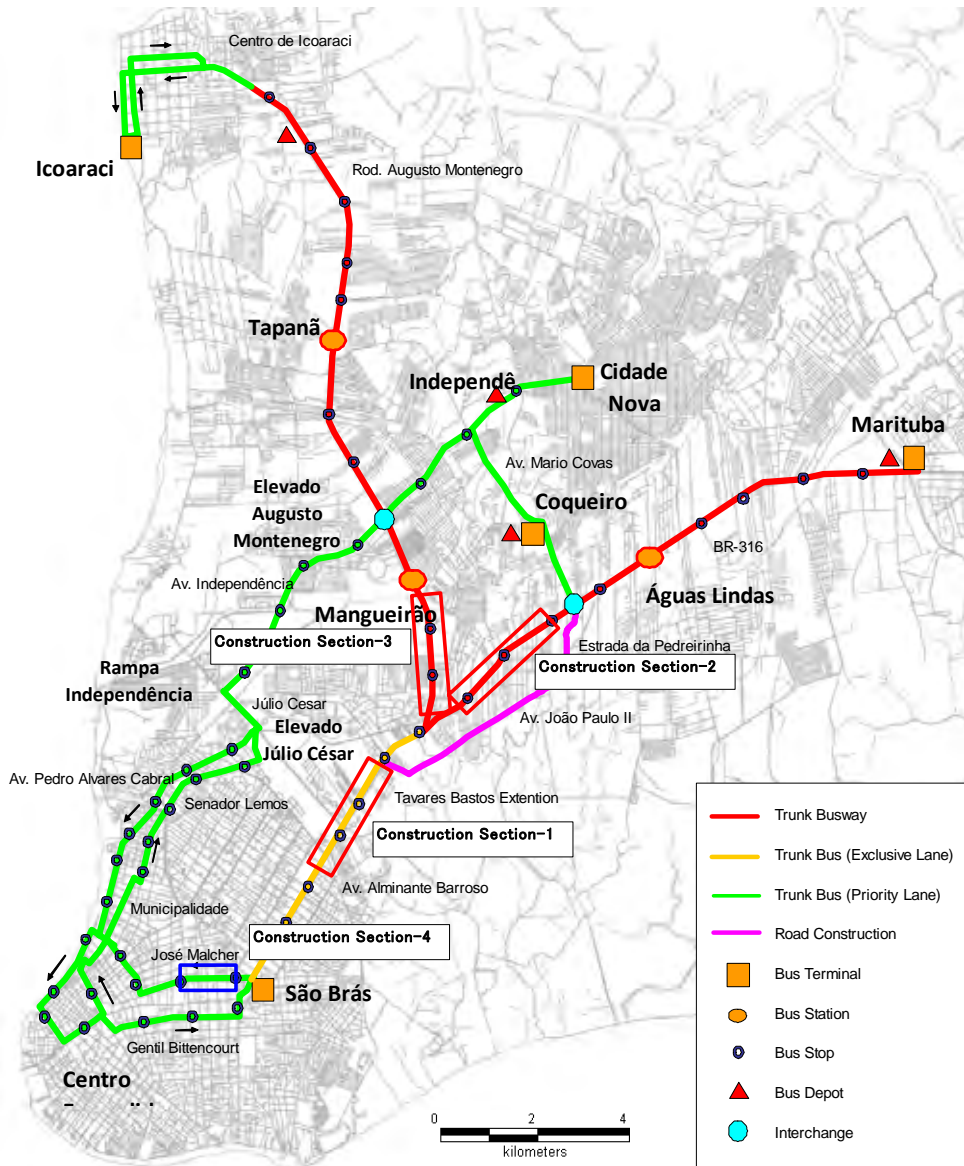 Centro de Icoaraci
Icoaraci
Rod. Augusto Montenegro
Tapanã
Independê
Cidade
Nova
Marituba
Av. Mario Covas
Elevado
Augusto
Montenegro
Coqueiro
BR-316
Av. Independência
Mangueirão
Águas Lindas
Construction Section-3
Estrada da Pedreirinha
Construction Section-2
Rampa
Independência
Júlio Cesar
Av. João Paulo II
Elevado
Júlio César
Av. Pedro Alvares Cabral
Senador Lemos
Tavares Bastos Extention
Construction Section-1
Av. Alminante Barroso
Municipalidade
Construction Section-4
José Malcher
São Brás
Gentil Bittencourt
Centro
0 2 4
kilometers
Trunk Busway
Trunk Bus (Exclusive Lane)
Trunk Bus (Priority Lane)
Road Construction
Bus Terminal
Bus Station
Bus Stop
Bus Depot
Interchange